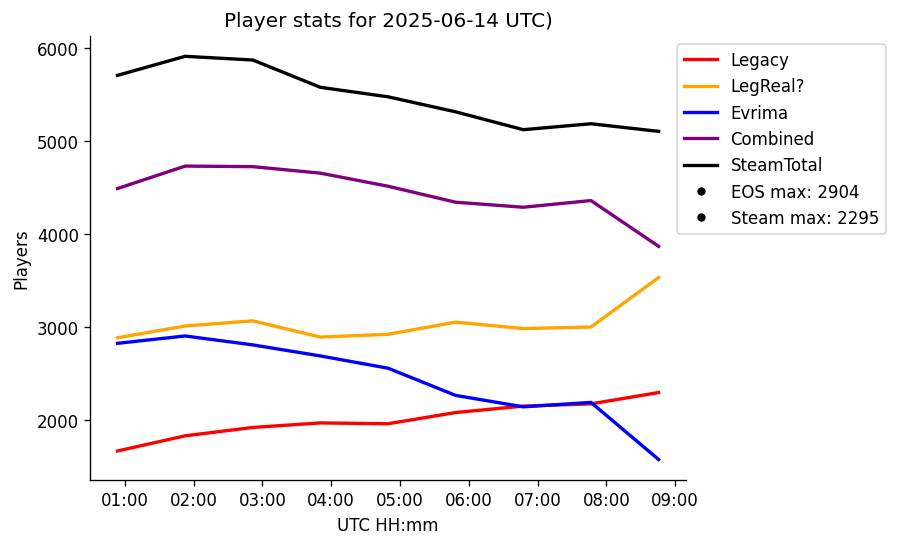 Player stats for 2025-06-14 UTC)
6000
5000
4000
3000
2000
Players
01:00 02:00 03:00 04:00 05:00 06:00 07:00 08:00 09:00
UTC HH:mm
Legacy
LegReal?
Evrima
Combined
SteamTotal
EOS max: 2904
Steam max: 2295